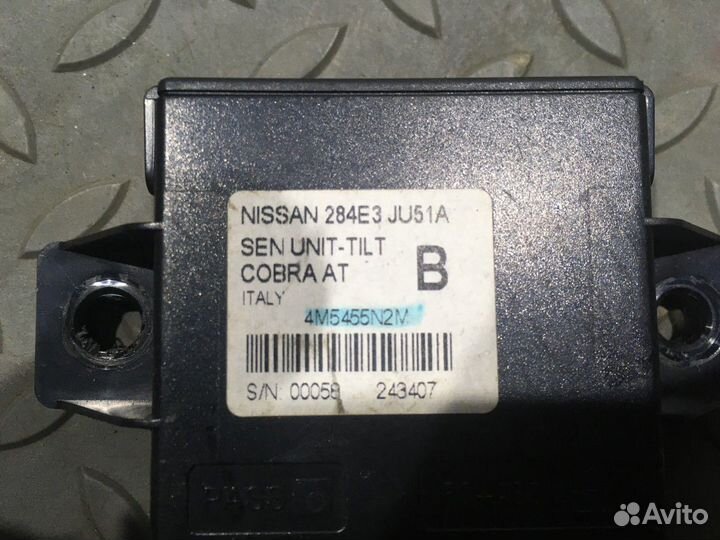 NISSAN 284E3 JU51A
SEN UNIT-TILT
COBRA AT
B
ITALY
4M5455N2M
S/N: 00058 243407
Avito